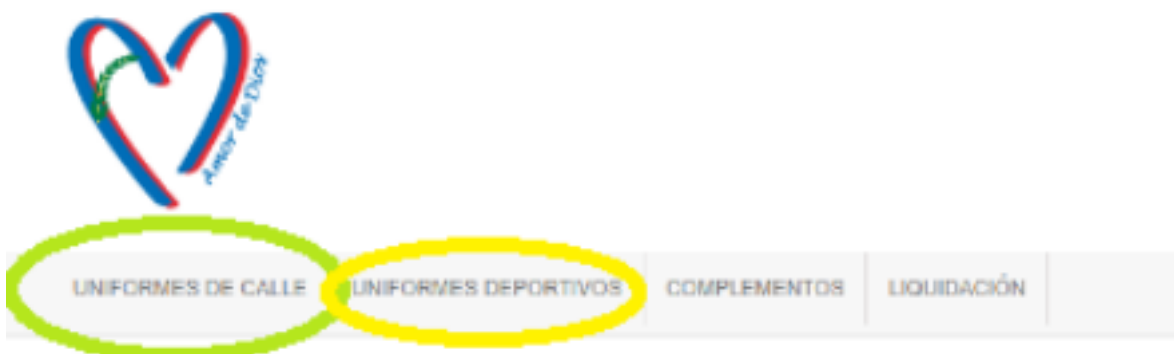 Amor de Dios
UNIFORMES DE CALLE UNIFORMES DEPORTIVOS COMPLEMENTOS LIQUIDACIÓN